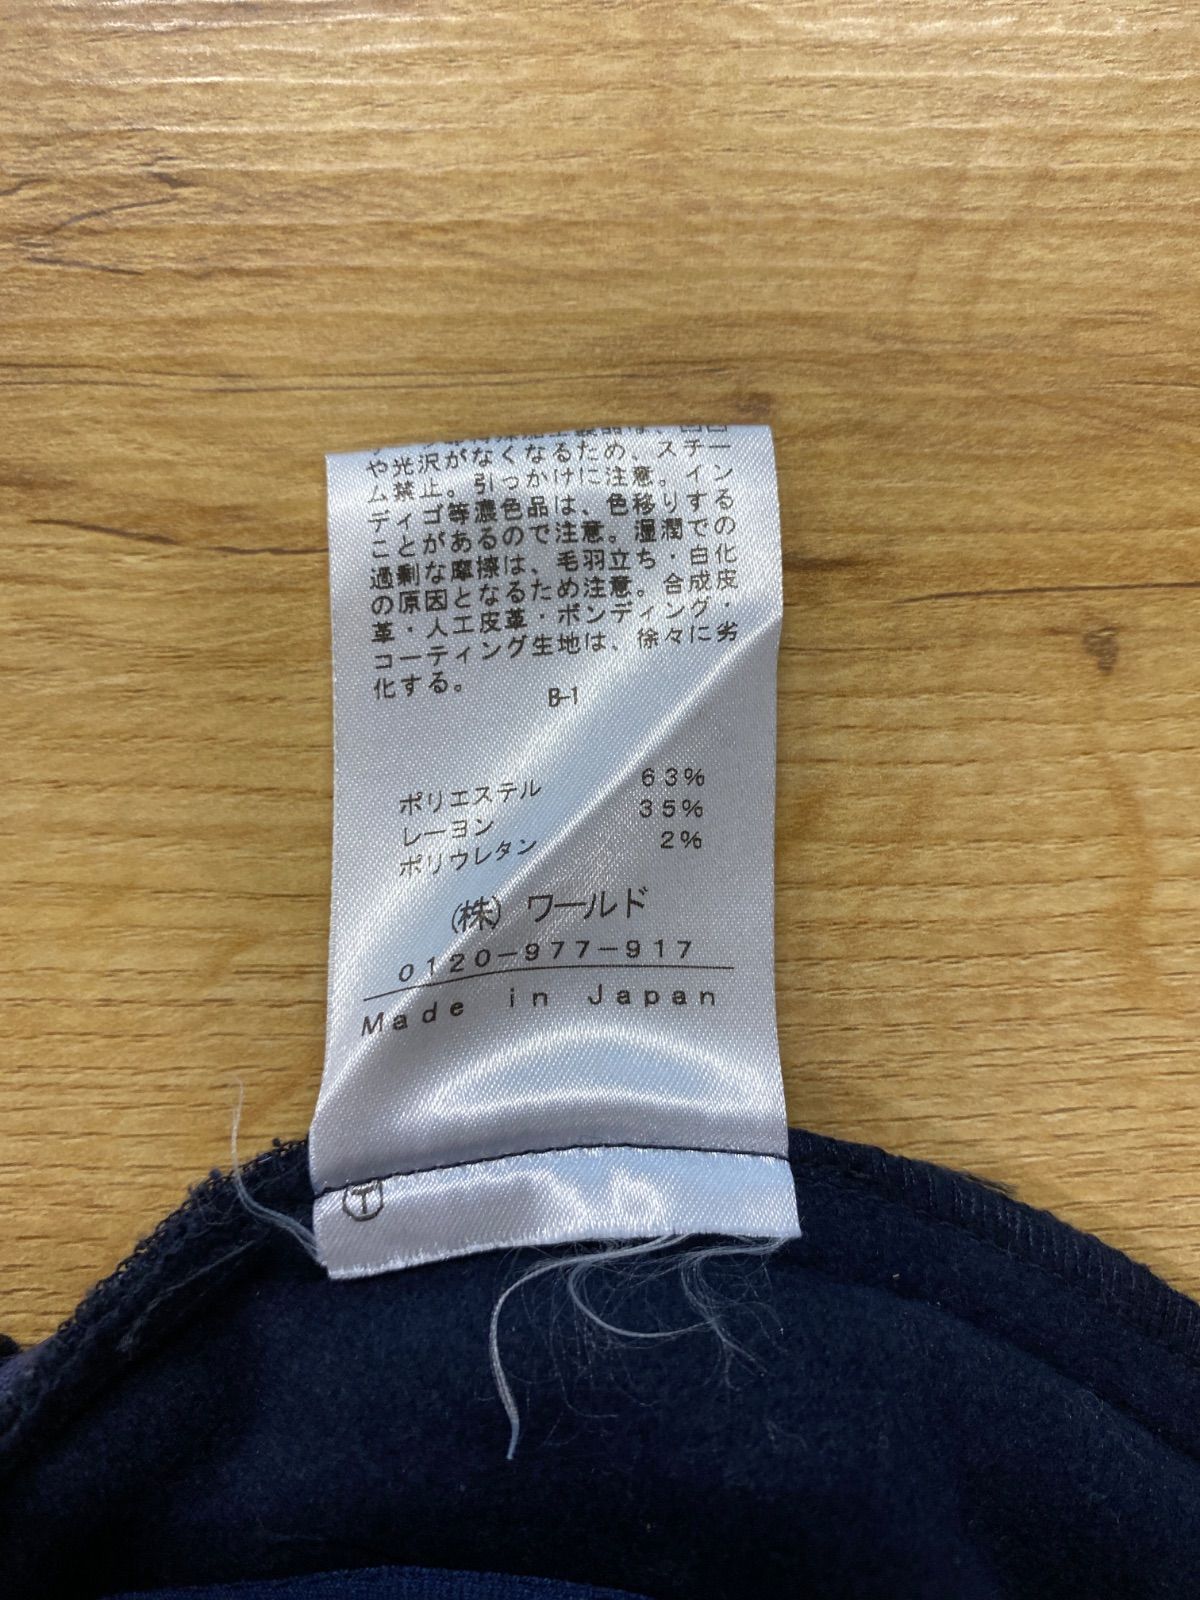 や光沢がなくなるため、スチー
ム禁止。引っかけに注意。イン
ディゴ等濃色品は、色移りする
ことがあるので注意。湿潤での
過剰な摩擦は、毛羽立ち・白化
の原因となるため注意。合成皮
革・人工皮革・ボンディング・
コーティング生地は、徐々に劣
化する。
B-1
ポリエステル 63%
レーヨン 35%
ポリウレタン 2%
(株) ワールド
0120-977-917
Made in Japan
T